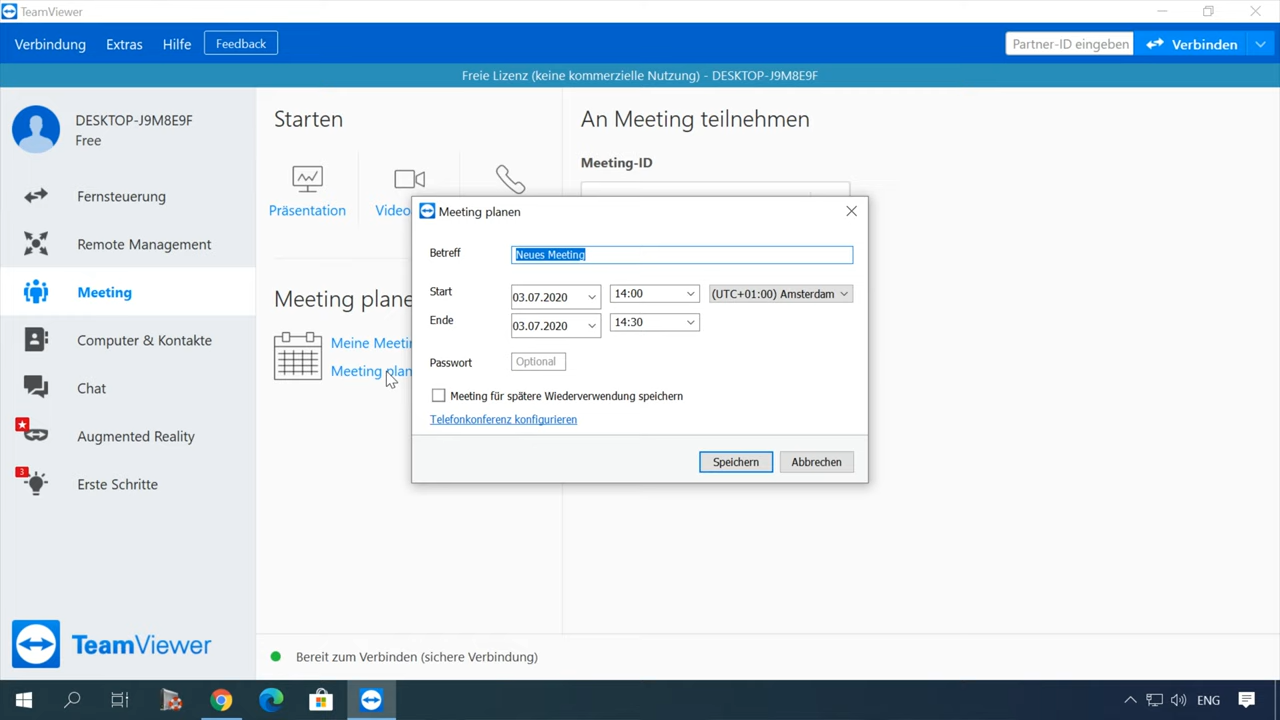 TeamViewer
Verbindung Extras Hilfe Feedback
Partner-ID eingeben Verbinden
Freie Lizenz (keine kommerzielle Nutzung) - DESKTOP-J9M8E9F
DESKTOP-J9M8E9F
Free
Fernsteuerung
Remote Management
Meeting
Computer & Kontakte
Chat
Augmented Reality
3
Erste Schritte
TeamViewer
Starten
Präsentation
Video
Meeting plane
Meine Meetin
Meeting plan
An Meeting teilnehmen
Meeting-ID
Meeting planen
Betreff Neues Meeting
Start 03.07.2020 14:00 (UTC+01:00) Amsterdam
Ende 03.07.2020 14:30
Passwort Optional
Meeting für spätere Wiederverwendung speichern
Telefonkonferenz konfigurieren
Speichern Abbrechen
Bereit zum Verbinden (sichere Verbindung)
ENG